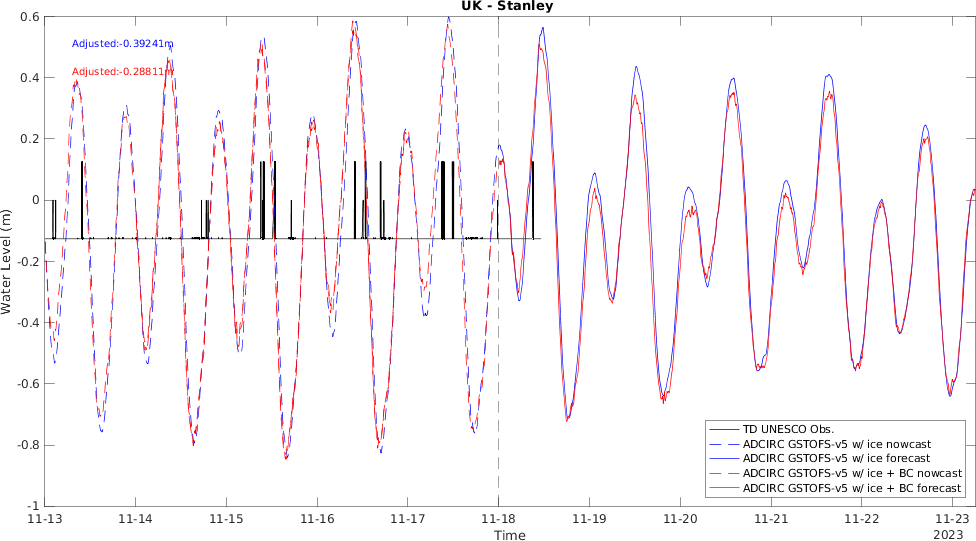 UK - Stanley
0.6
0.4
0.2
0
-0.2
-0.4
-0.6
-0.8
-1
Water Level (m)
Adjusted:-0.39241m
Adjusted:-0.28811m
TD UNESCO Obs.
ADCIRC GSTOFS-v5 w/ ice nowcast
ADCIRC GSTOFS-v5 w/ ice forecast
ADCIRC GSTOFS-v5 w/ ice + BC nowcast
ADCIRC GSTOFS-v5 w/ ice + BC forecast
11-13 11-14 11-15 11-16 11-17 11-18 11-19 11-20 11-21 11-22 11-23
Time 2023